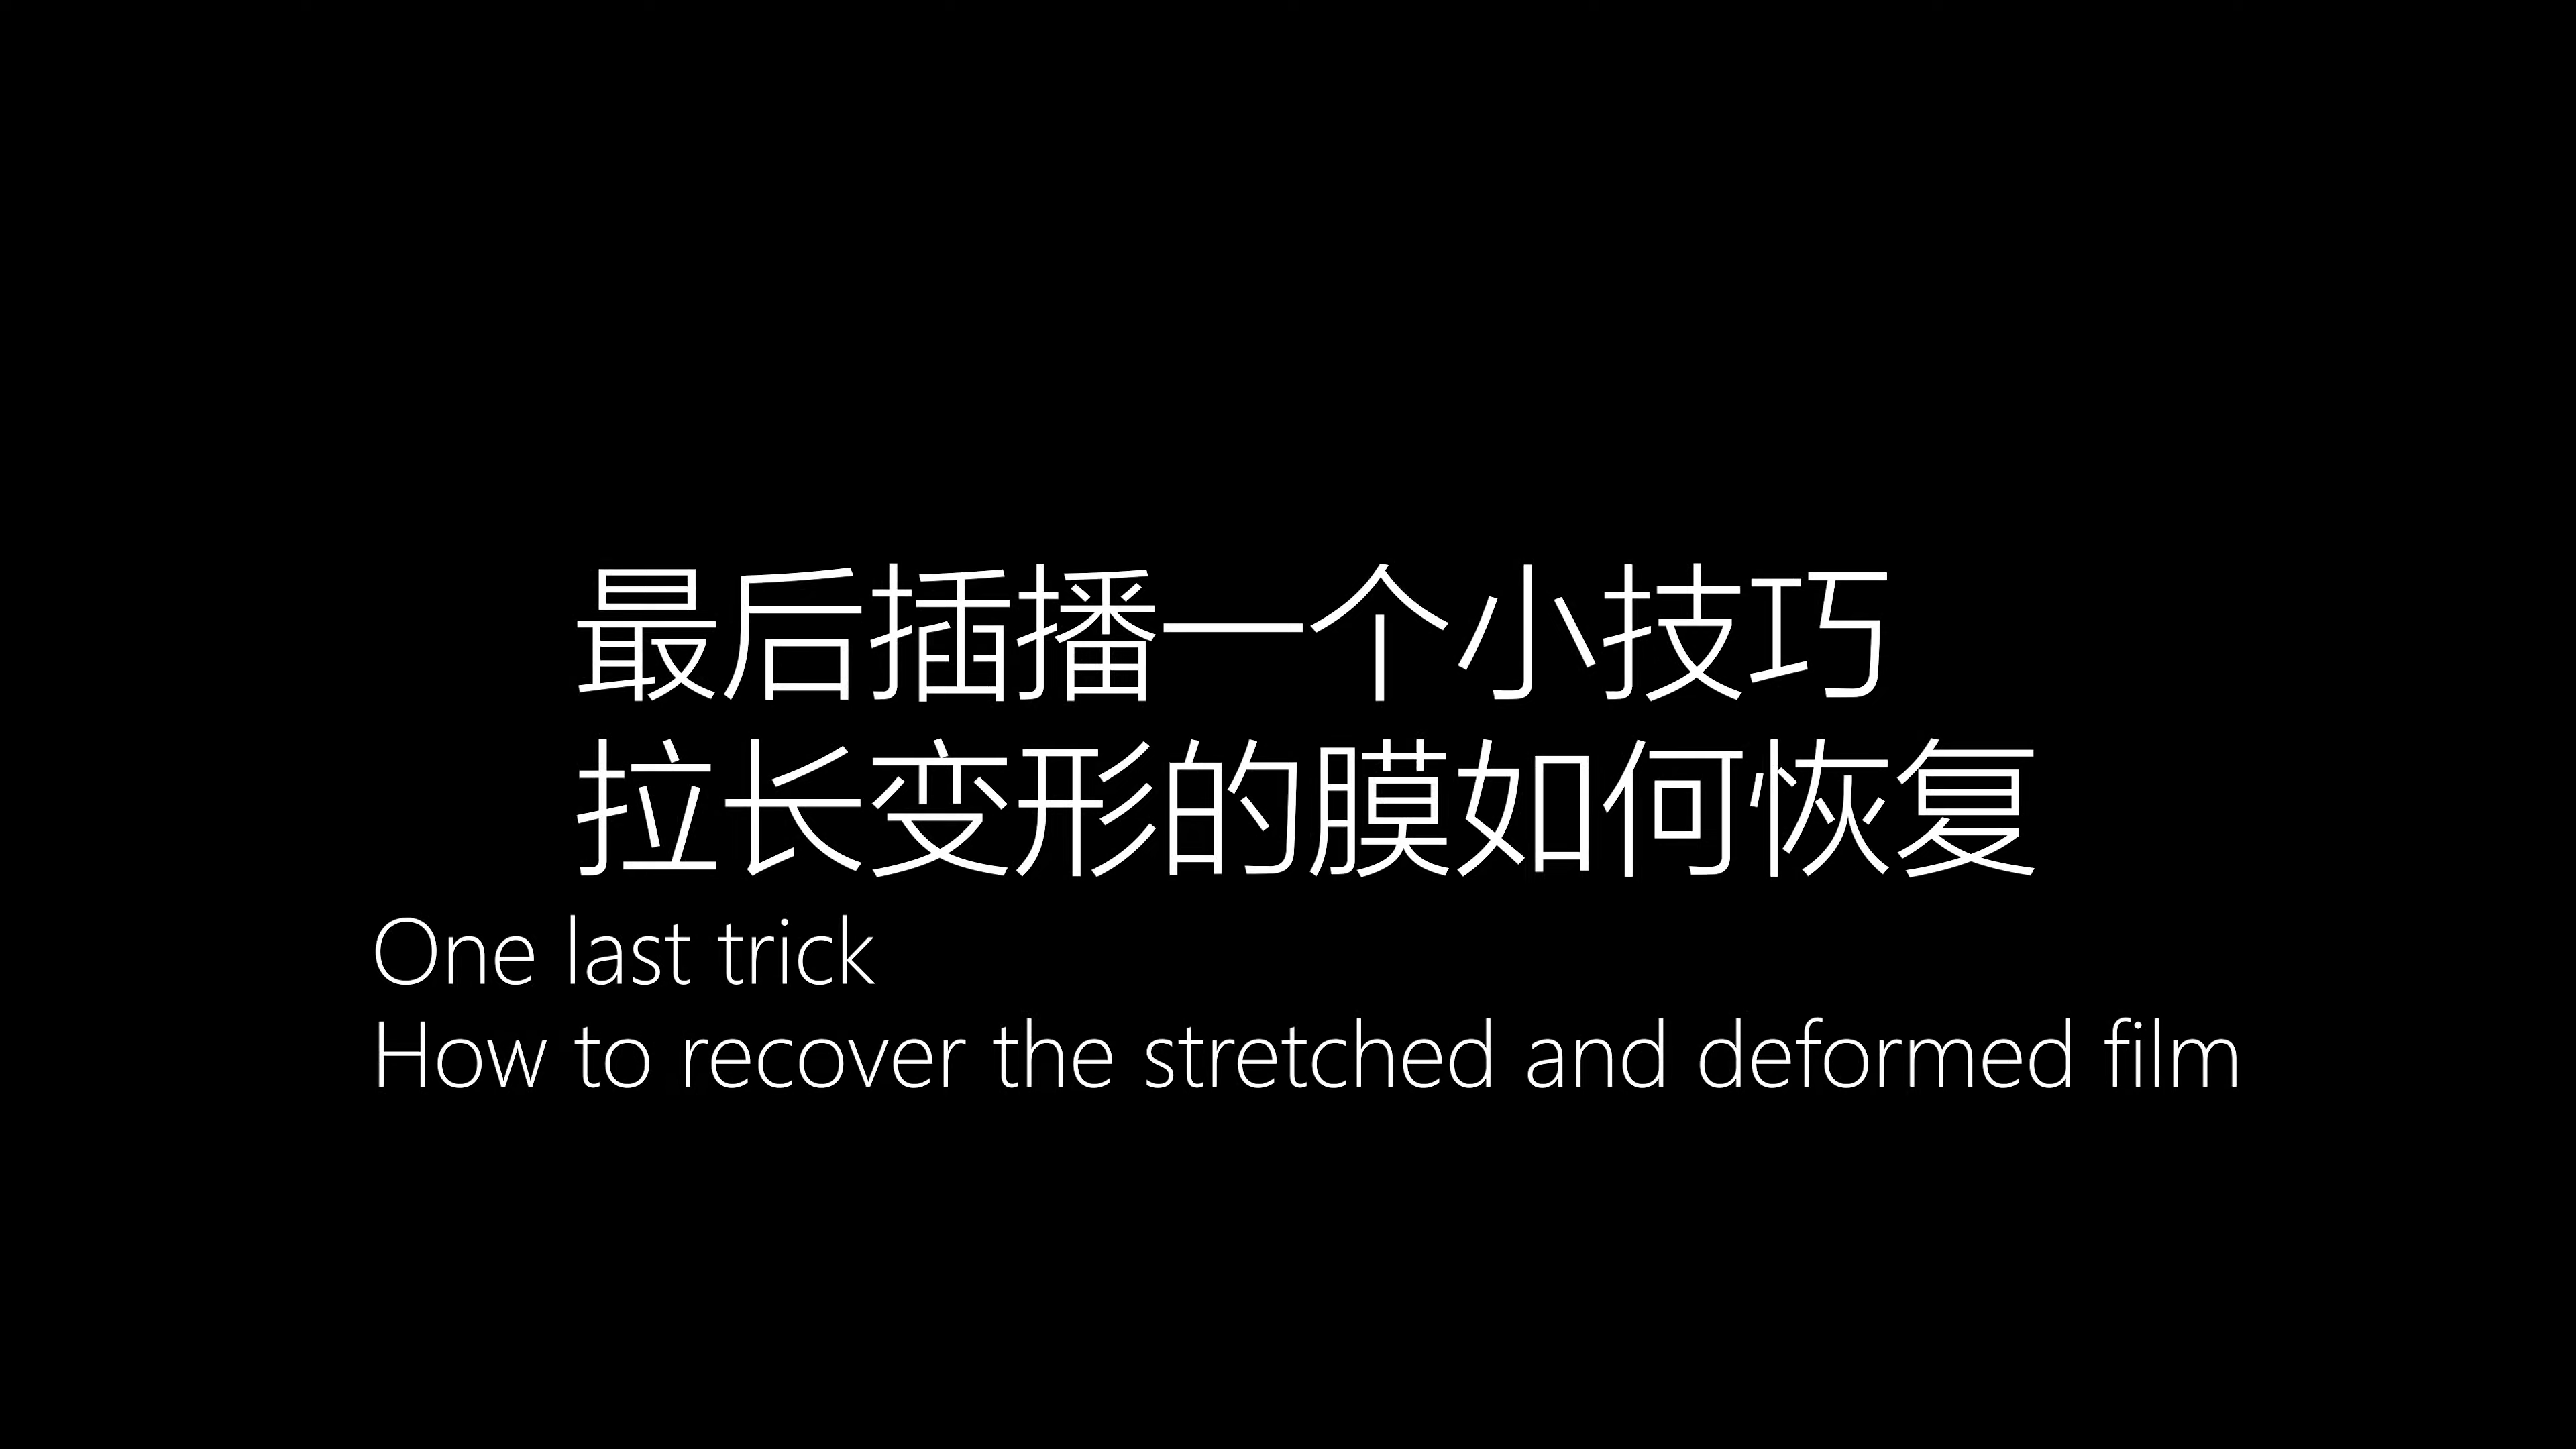 最后插播一个小技巧
拉长变形的膜如何恢复
One last trick
How to recover the stretched and deformed film